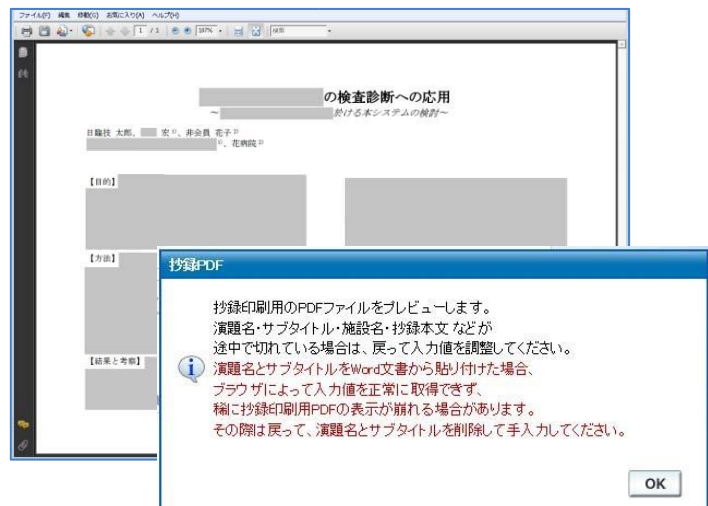 ファイル(F) 編集 移動(G) お気に入り(A) ヘルプ(H)
1 / 1 187% 検索
の検査診断への応用
～ 於ける本システムの検討～
日臨技 太郎、 宏 1)、非会員 花子 2)
1)、花病院 2)
【目的】
【方法】
【結果と考察】
抄録PDF
抄録印刷用のPDFファイルをプレビューします。
演題名・サブタイトル・施設名・抄録本文 などが
途中で切れている場合は、戻って入力値を調整してください。
演題名とサブタイトルをWord文書から貼り付けた場合、
ブラウザによって入力値を正常に取得できず、
稀に抄録印刷用PDFの表示が崩れる場合があります。
その際は戻って、演題名とサブタイトルを削除して手入力してください。
OK